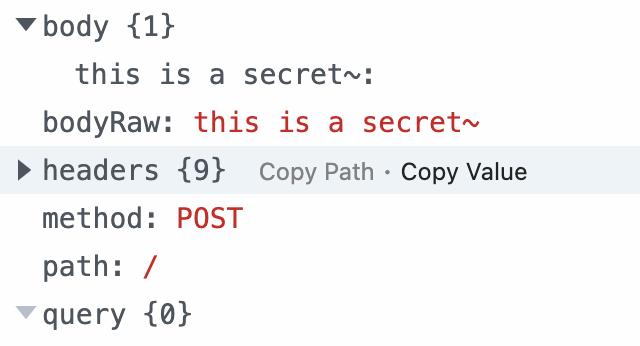 body {1}
this is a secret~:
bodyRaw: this is a secret~
headers {9} Copy Path • Copy Value
method: POST
path: /
query {0}